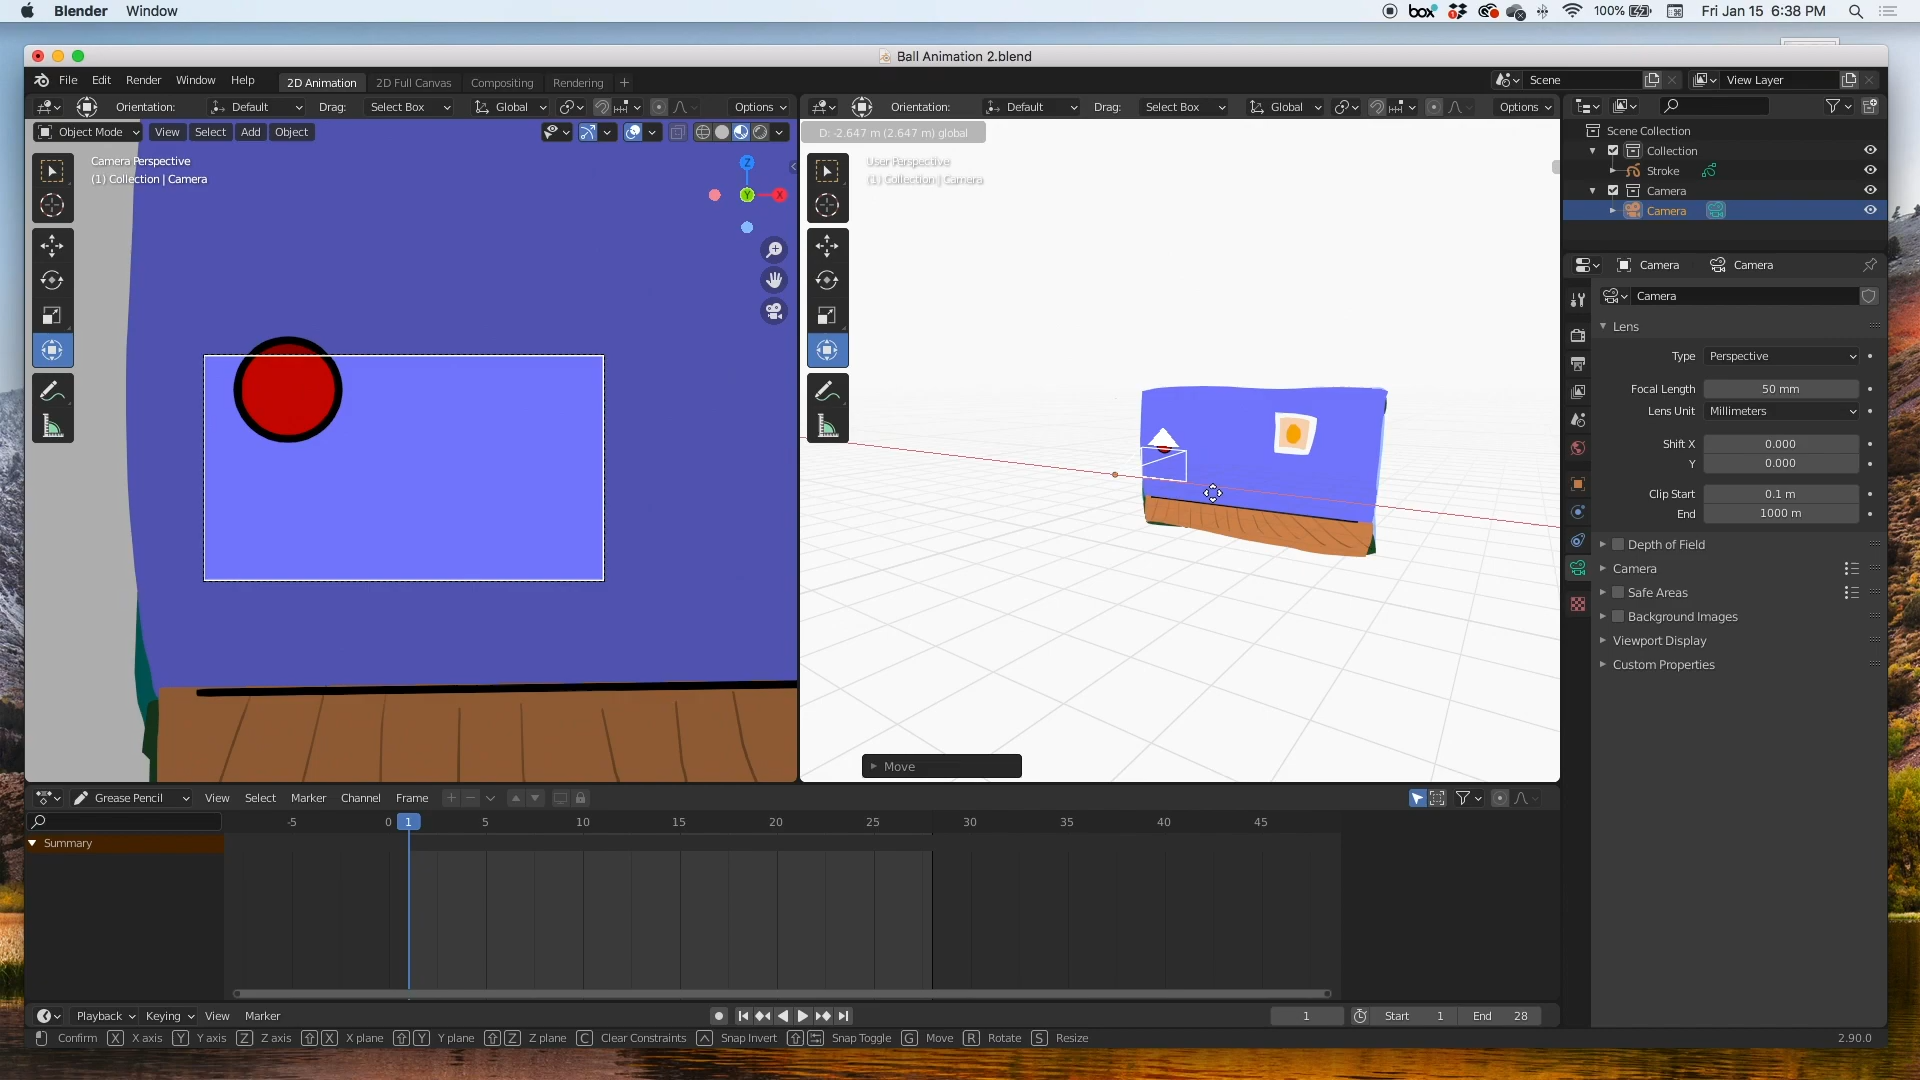 Blender Window
box 100% Fri Jan 15 6:38 PM
Ball Animation 2.blend
File Edit Render Window Help 2D Animation 2D Full Canvas Compositing Rendering + Scene View Layer
Orientation: Default Drag: Select Box Global Options
Orientation: Default Drag: Select Box Global Options
Object Mode View Select Add Object
D: -2.647 m (2.647 m) global
Camera Perspective
(1) Collection | Camera
Z
Y
X
User Perspective
(1) Collection | Camera
Scene Collection
Collection
Stroke
Camera
Camera
Camera Camera
Camera
Lens
Type Perspective
Focal Length 50 mm
Lens Unit Millimeters
Shift X 0.000
Y 0.000
Clip Start 0.1 m
End 1000 m
Depth of Field
Camera
Safe Areas
Background Images
Viewport Display
Custom Properties
Move
Grease Pencil View Select Marker Channel Frame
-5 0 1 5 10 15 20 25 30 35 40 45
Summary
Playback Keying View Marker 1 Start 1 End 28
Confirm X X axis Y Y axis Z Z axis X X plane Y Y plane Z Z plane C Clear Constraints Snap Invert Snap Toggle G Move R Rotate S Resize 2.90.0